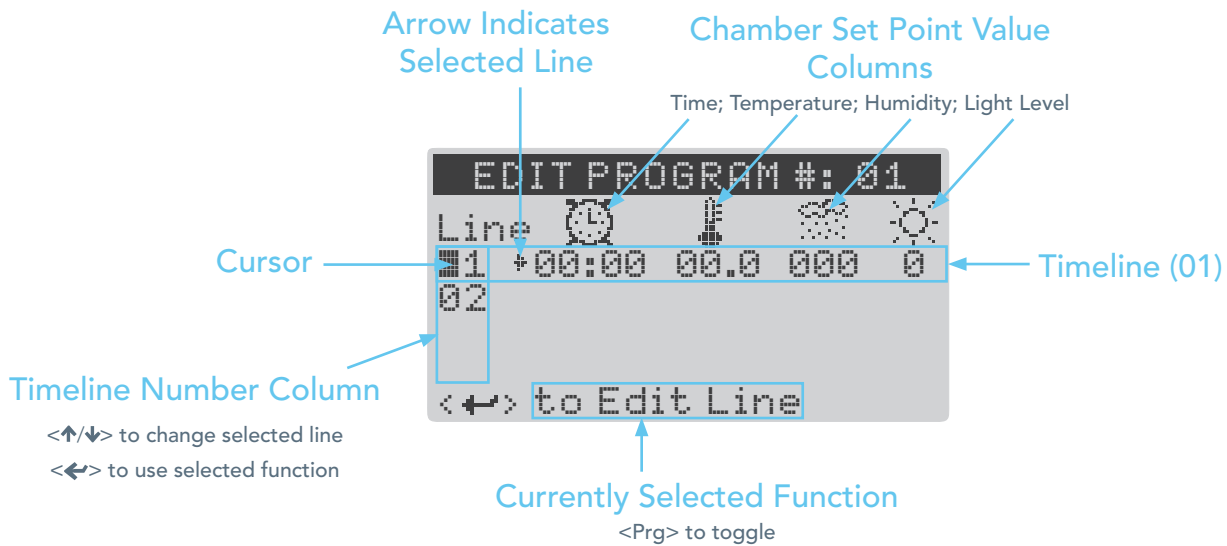 Arrow Indicates
Selected Line
Chamber Set Point Value
Columns
Time; Temperature; Humidity; Light Level
EDIT PROGRAM #: 01
Line
1 00:00 00.0 000 0
02
<↵> to Edit Line
Cursor
Timeline (01)
Timeline Number Column
<↑/↓> to change selected line
<↵> to use selected function
Currently Selected Function
<Prg> to toggle